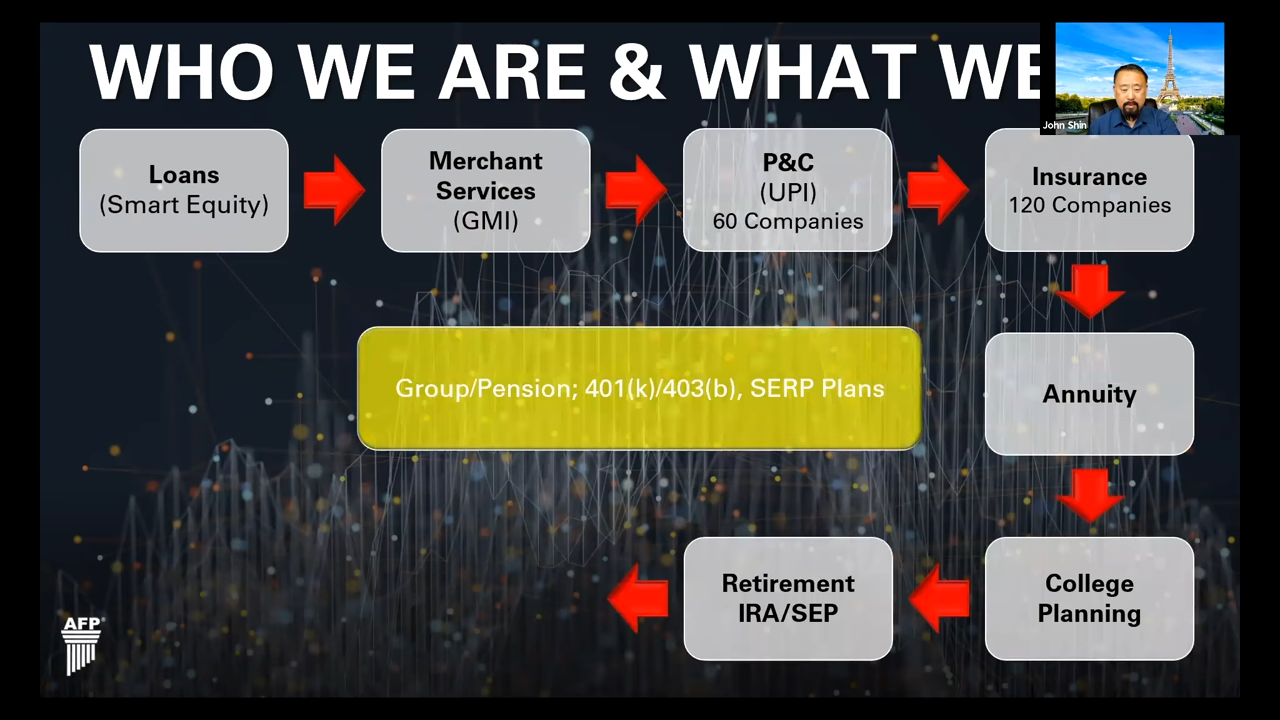 WHO WE ARE & WHAT WE
John Shin
Loans
(Smart Equity)
Merchant
Services
(GMI)
P&C
(UPI)
60 Companies
Insurance
120 Companies
Group/Pension; 401(k)/403(b), SERP Plans
Annuity
College
Planning
Retirement
IRA/SEP
AFP®